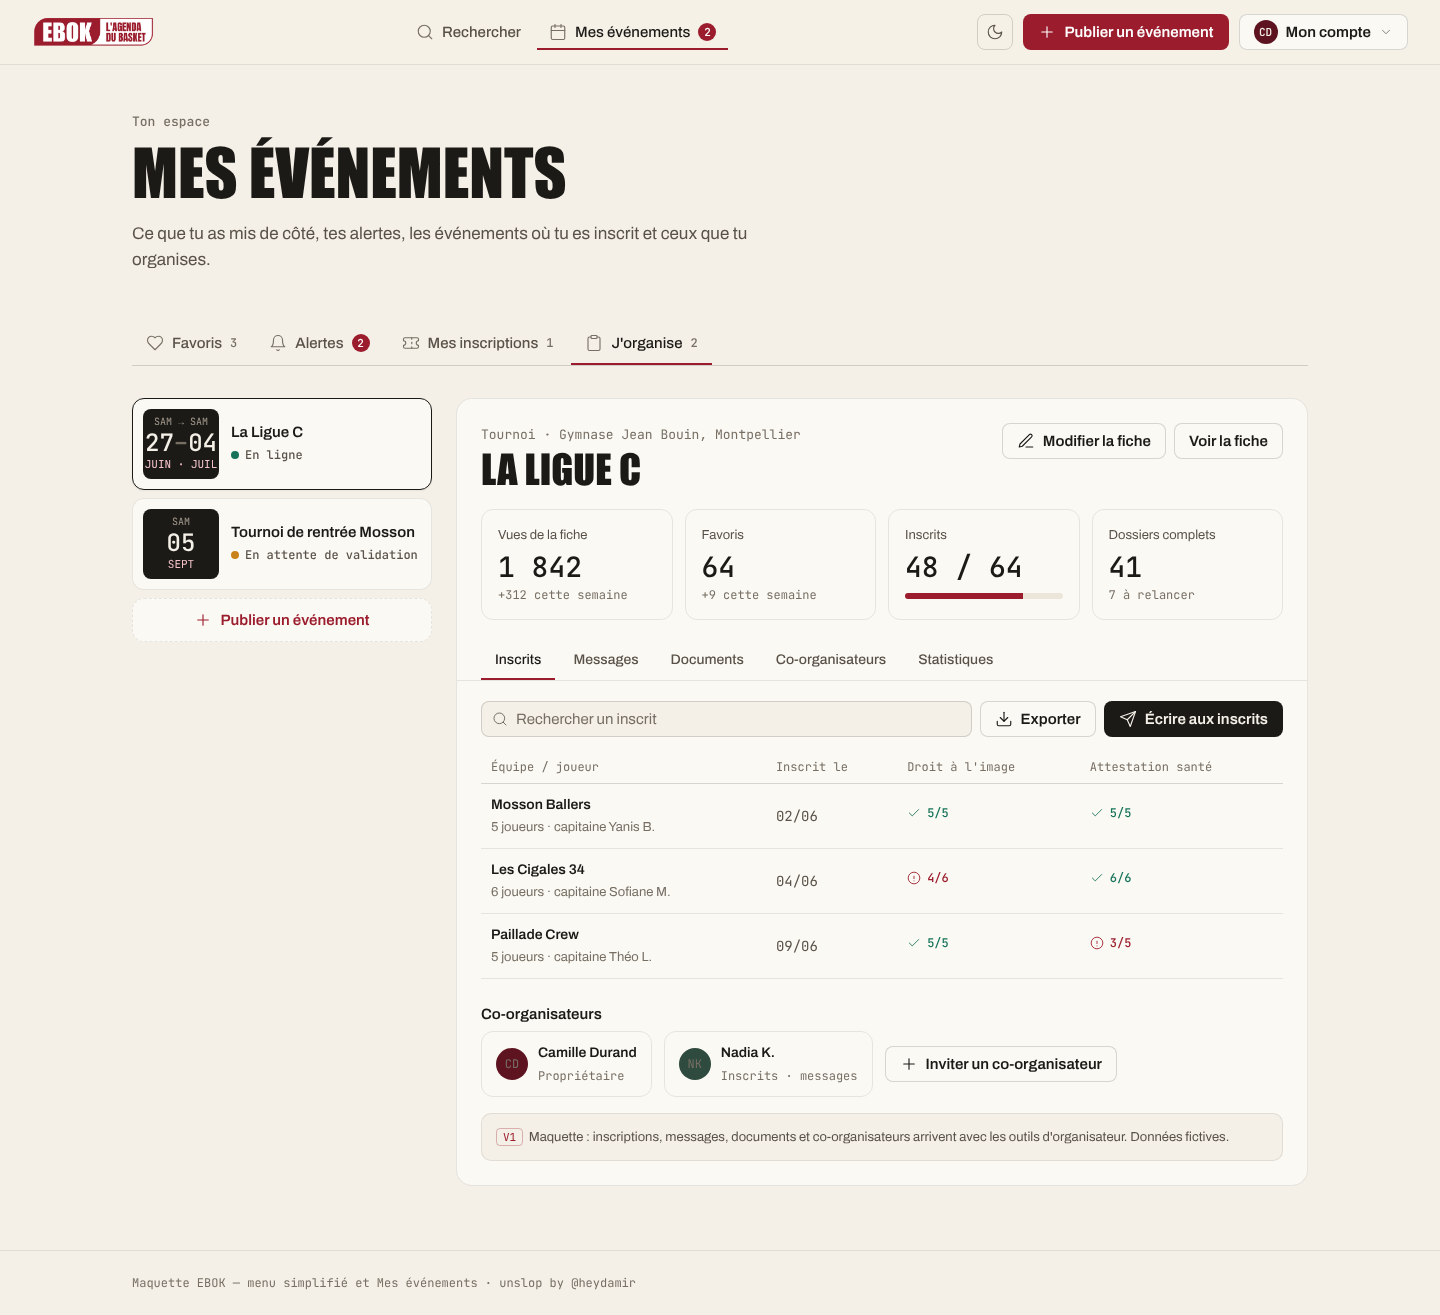 EBOK L'AGENDA DU BASKET
Rechercher
Mes événements 2
Publier un événement
CD Mon compte
Ton espace
MES ÉVÉNEMENTS
Ce que tu as mis de côté, tes alertes, les événements où tu es inscrit et ceux que tu
organises.
Favoris 3
Alertes 2
Mes inscriptions 1
J'organise 2
SAM → SAM
27–04
JUIN · JUIL
La Ligue C
En ligne
SAM
05
SEPT
Tournoi de rentrée Mosson
En attente de validation
Publier un événement
Tournoi · Gymnase Jean Bouin, Montpellier
LA LIGUE C
Modifier la fiche
Voir la fiche
Vues de la fiche
1 842
+312 cette semaine
Favoris
64
+9 cette semaine
Inscrits
48 / 64
Dossiers complets
41
7 à relancer
Inscrits
Messages
Documents
Co-organisateurs
Statistiques
Rechercher un inscrit
Exporter
Écrire aux inscrits
Équipe / joueur
Inscrit le
Droit à l'image
Attestation santé
Mosson Ballers
5 joueurs · capitaine Yanis B.
02/06
5/5
5/5
Les Cigales 34
6 joueurs · capitaine Sofiane M.
04/06
4/6
6/6
Paillade Crew
5 joueurs · capitaine Théo L.
09/06
5/5
3/5
Co-organisateurs
CD
Camille Durand
Propriétaire
NK
Nadia K.
Inscrits · messages
Inviter un co-organisateur
V1 Maquette : inscriptions, messages, documents et co-organisateurs arrivent avec les outils d'organisateur. Données fictives.
Maquette EBOK — menu simplifié et Mes événements · unslop by @heydamir